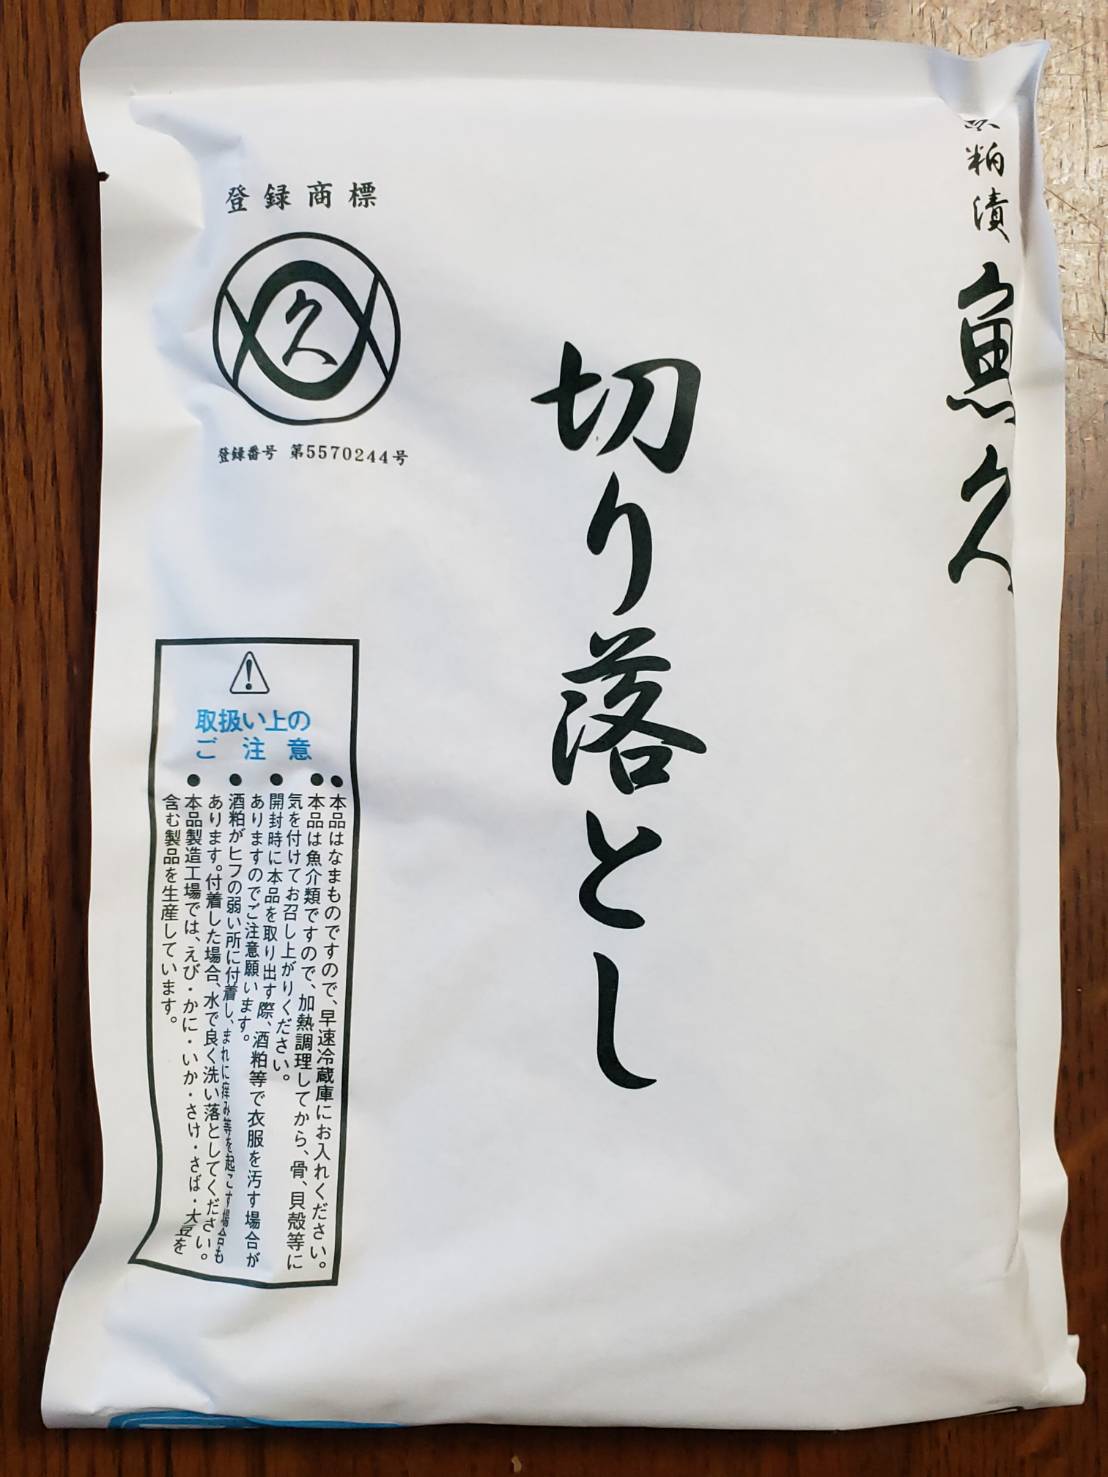 粕漬
魚久
切り落とし
登録商標
久
登録番号 第5570244号
取扱い上の
ご注意
●本品はなまものですので、早速冷蔵庫にお入れください。
●本品は魚介類ですので、加熱調理してから、骨、貝殻等に
気を付けてお召し上がりください。
●開封時に本品を取り出す際、酒粕等で衣服を汚す場合が
ありますのでご注意願います。
●酒粕がヒフの弱い所に付着し、まれに痒み等を起こす場合も
あります。付着した場合、水で良く洗い落としてください。
●本品製造工場では、えび・かに・いか・さけ・さば・大豆を
含む製品を生産しています。